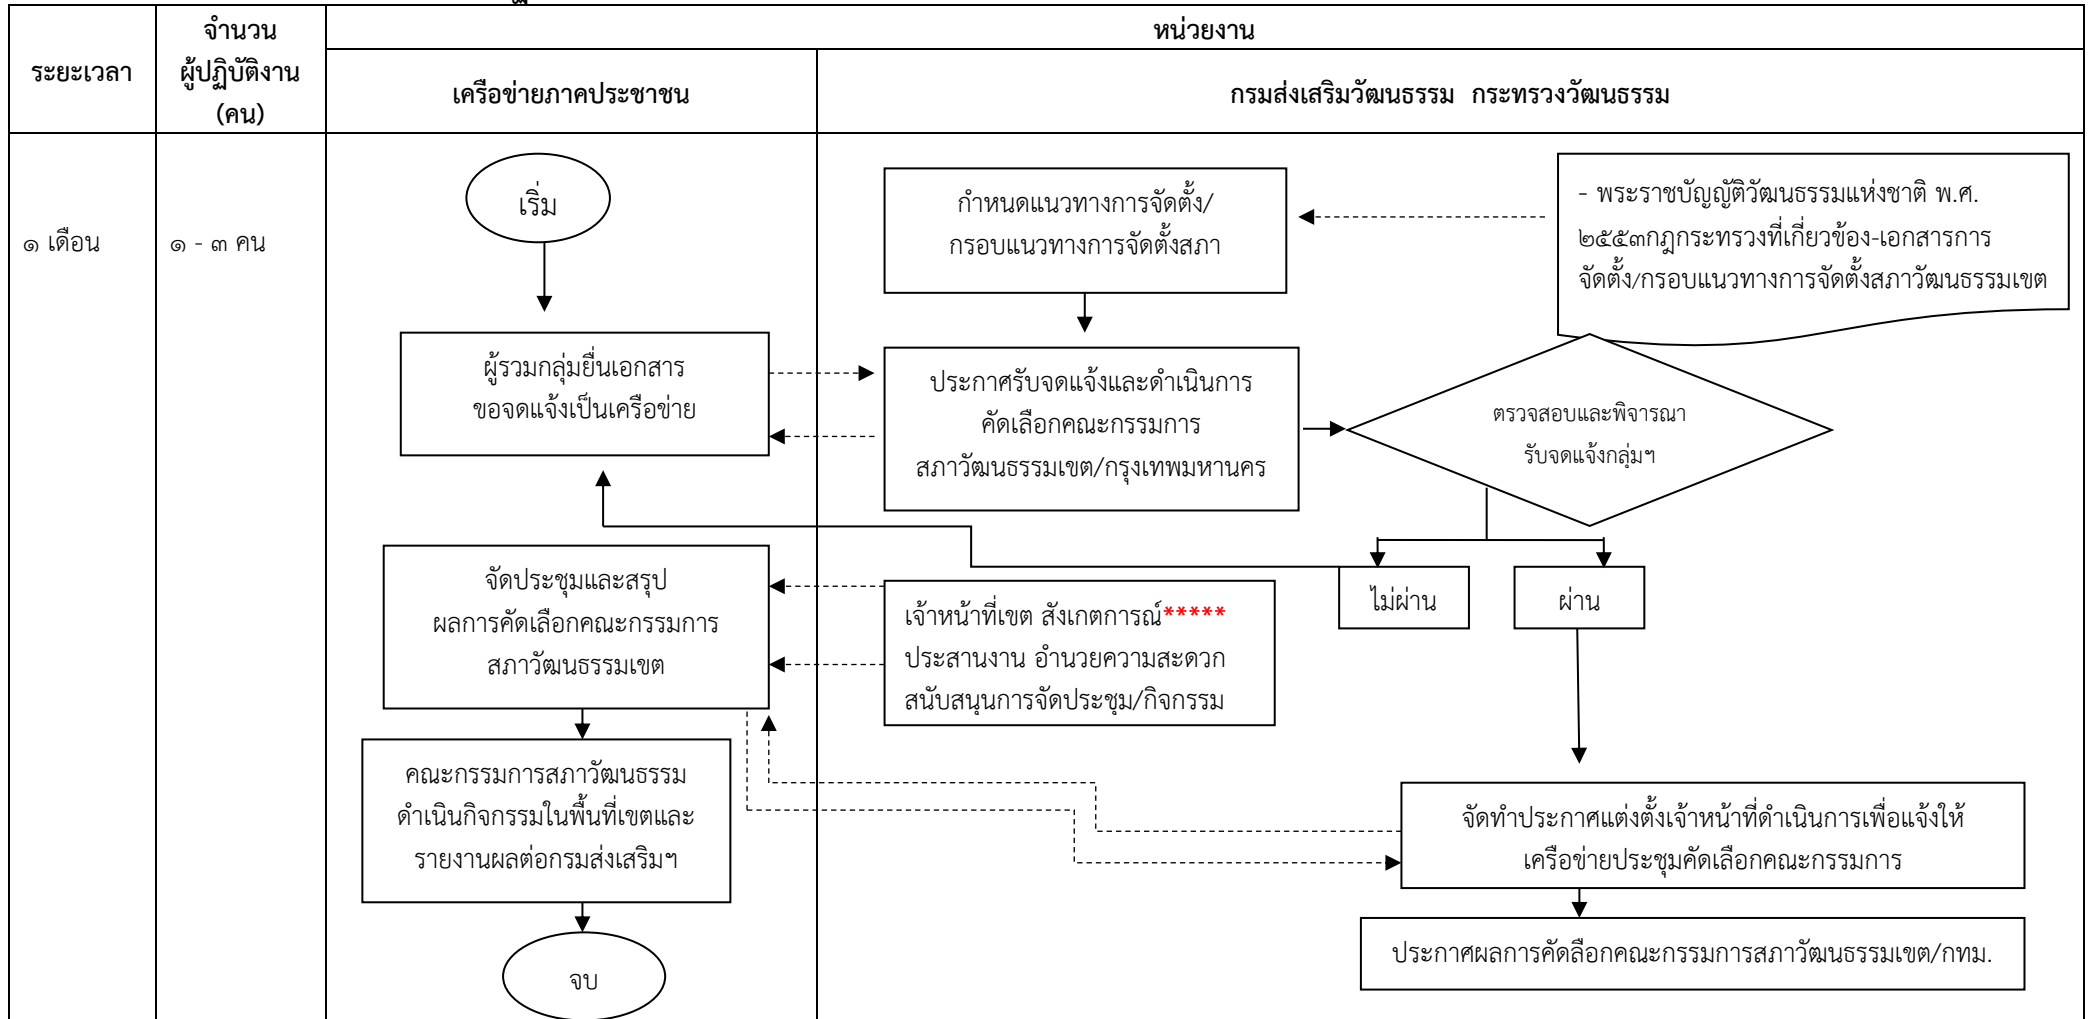 ระยะเวลา
จำนวน
ผู้ปฏิบัติงาน
(คน)
หน่วยงาน
เครือข่ายภาคประชาชน
กรมส่งเสริมวัฒนธรรม กระทรวงวัฒนธรรม
๑ เดือน
๑ - ๓ คน
เริ่ม
กำหนดแนวทางการจัดตั้ง/
กรอบแนวทางการจัดตั้งสภา
- พระราชบัญญัติวัฒนธรรมแห่งชาติ พ.ศ.
๒๕๕๓กฎกระทรวงที่เกี่ยวข้อง-เอกสารการ
จัดตั้ง/กรอบแนวทางการจัดตั้งสภาวัฒนธรรมเขต
ผู้รวมกลุ่มยื่นเอกสาร
ขอจดแจ้งเป็นเครือข่าย
ประกาศรับจดแจ้งและดำเนินการ
คัดเลือกคณะกรรมการ
สภาวัฒนธรรมเขต/กรุงเทพมหานคร
ตรวจสอบและพิจารณา
รับจดแจ้งกลุ่มฯ
ไม่ผ่าน
ผ่าน
จัดประชุมและสรุป
ผลการคัดเลือกคณะกรรมการ
สภาวัฒนธรรมเขต
เจ้าหน้าที่เขต สังเกตการณ์*****
ประสานงาน อำนวยความสะดวก
สนับสนุนการจัดประชุม/กิจกรรม
คณะกรรมการสภาวัฒนธรรม
ดำเนินกิจกรรมในพื้นที่เขตและ
รายงานผลต่อกรมส่งเสริมฯ
จัดทำประกาศแต่งตั้งเจ้าหน้าที่ดำเนินการเพื่อแจ้งให้
เครือข่ายประชุมคัดเลือกคณะกรรมการ
ประกาศผลการคัดลือกคณะกรรมการสภาวัฒนธรรมเขต/กทม.
จบ